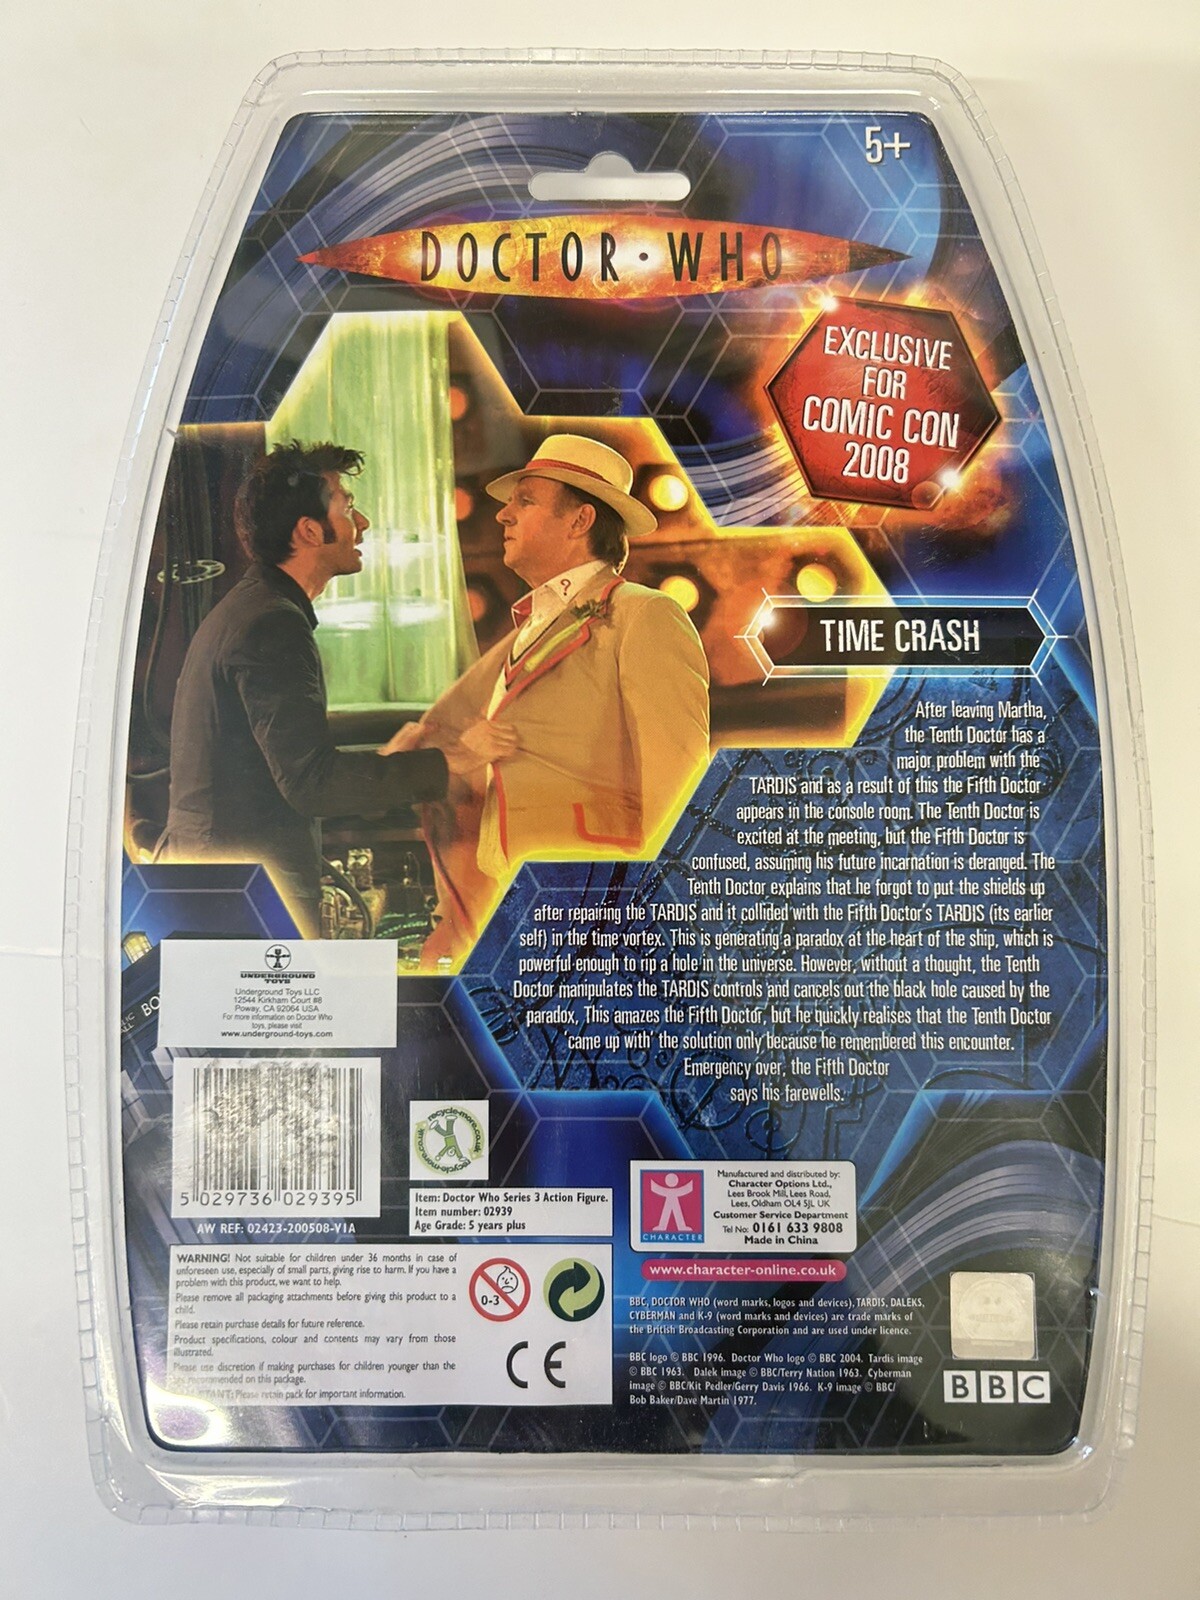 5+
DOCTOR · WHO
EXCLUSIVE
FOR
COMIC CON
2008
TIME CRASH
After leaving Martha,
the Tenth Doctor has a
major problem with the
TARDIS and as a result of this the Fifth Doctor
appears in the console room. The Tenth Doctor is
excited at the meeting, but the Fifth Doctor is
confused, assuming his future incarnation is deranged. The
Tenth Doctor explains that he forgot to put the shields up
after repairing the TARDIS and it collided with the Fifth Doctor's TARDIS (its earlier
self) in the time vortex. This is generating a paradox at the heart of the ship, which is
powerful enough to rip a hole in the universe. However, without a thought, the Tenth
Doctor manipulates the TARDIS controls and cancels out the black hole caused by the
paradox, This amazes the Fifth Doctor, but he quickly realises that the Tenth Doctor
'came up with' the solution only because he remembered this encounter.
Emergency over, the Fifth Doctor
says his farewells.
?
BO
UNDERGROUND
TOYS
Underground Toys LLC
12544 Kirkham Court #8
Poway, CA 92064 USA
For more information on Doctor Who
toys, please visit
www.underground-toys.com
5 029736 029395
AW REF: 02423-200508-V1A
recycle-more.co.uk
recycle-more.co.uk
Item: Doctor Who Series 3 Action Figure.
Item number: 02939
Age Grade: 5 years plus
WARNING! Not suitable for children under 36 months in case of
unforeseen use, especially of small parts, giving rise to harm. If you have a
problem with this product, we want to help.
Please remove all packaging attachments before giving this product to a
child.
Please retain purchase details for future reference.
Product specifications, colour and contents may vary from those
illustrated.
Please use discretion if making purchases for children younger than the
recommended on this package.
Please retain pack for important information.
0-3
CE
CHARACTER
Manufactured and distributed by:
Character Options Ltd.,
Lees Brook Mill, Lees Road,
Lees, Oldham OL4 5JL UK
Customer Service Department
Tel No: 0161 633 9808
Made in China
www.character-online.co.uk
BBC, DOCTOR WHO (word marks, logos and devices), TARDIS, DALEKS,
CYBERMAN and K-9 (word marks and devices) are trade marks of
the British Broadcasting Corporation and are used under licence.
BBC logo © BBC 1996. Doctor Who logo © BBC 2004. Tardis image
© BBC 1963. Dalek image © BBC/Terry Nation 1963. Cyberman
image © BBC/Kit Pedler/Gerry Davis 1966. K-9 image © BBC/
Bob Baker/Dave Martin 1977.
BBC